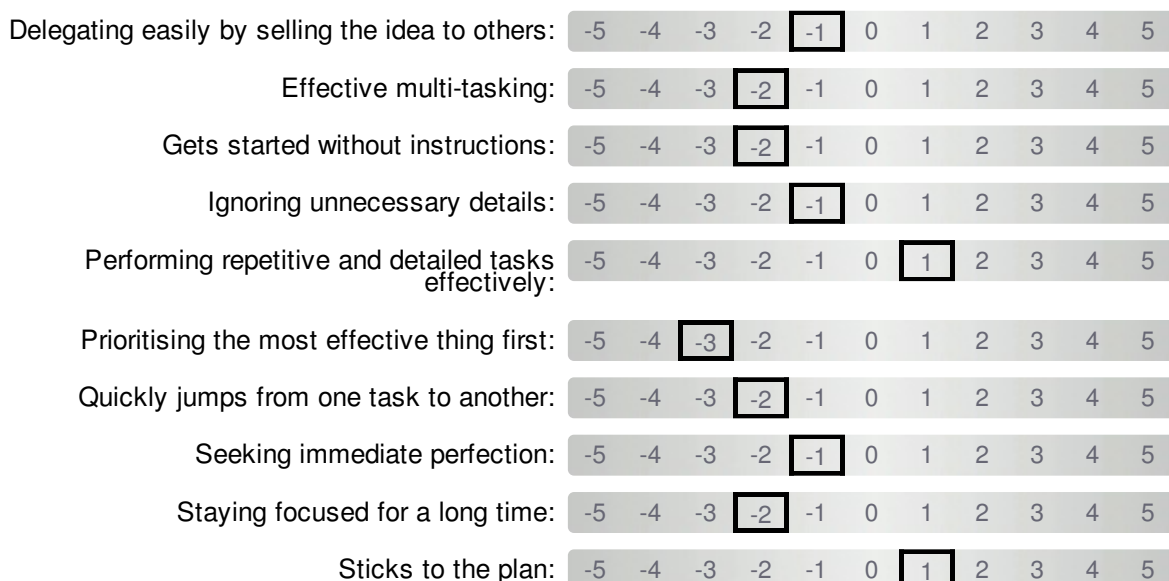 Delegating easily by selling the idea to others: -5 -4 -3 -2 -1 0 1 2 3 4 5
Effective multi-tasking: -5 -4 -3 -2 -1 0 1 2 3 4 5
Gets started without instructions: -5 -4 -3 -2 -1 0 1 2 3 4 5
Ignoring unnecessary details: -5 -4 -3 -2 -1 0 1 2 3 4 5
Performing repetitive and detailed tasks
effectively: -5 -4 -3 -2 -1 0 1 2 3 4 5
Prioritising the most effective thing first: -5 -4 -3 -2 -1 0 1 2 3 4 5
Quickly jumps from one task to another: -5 -4 -3 -2 -1 0 1 2 3 4 5
Seeking immediate perfection: -5 -4 -3 -2 -1 0 1 2 3 4 5
Staying focused for a long time: -5 -4 -3 -2 -1 0 1 2 3 4 5
Sticks to the plan: -5 -4 -3 -2 -1 0 1 2 3 4 5